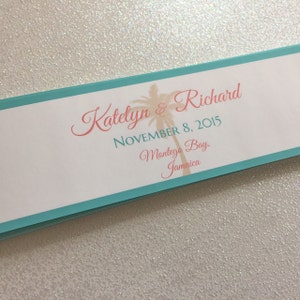 Katelyn & Richard
November 8, 2015
Montego Bay,
Jamaica